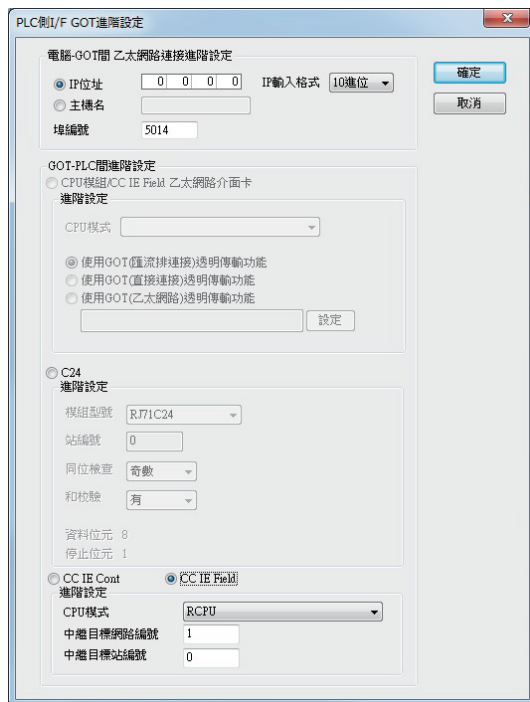 PLC側I/F GOT進階設定
電腦-GOT間 乙太網路連接進階設定
IP位址 0 0 0 0 IP輸入格式 10進位
主機名
埠編號 5014
確定
取消
GOT-PLC間進階設定
CPU模組/CC IE Field 乙太網路介面卡
進階設定
CPU模式
使用GOT(匯流排連接)透明傳輸功能
使用GOT(直接連接)透明傳輸功能
使用GOT(乙太網路)透明傳輸功能
設定
C24
進階設定
模組型號 RJ71C24
站編號 0
同位檢查 奇數
和校驗 有
資料位元 8
停止位元 1
CC IE Cont CC IE Field
進階設定
CPU模式 RCPU
中繼目標網路編號 1
中繼目標站編號 0